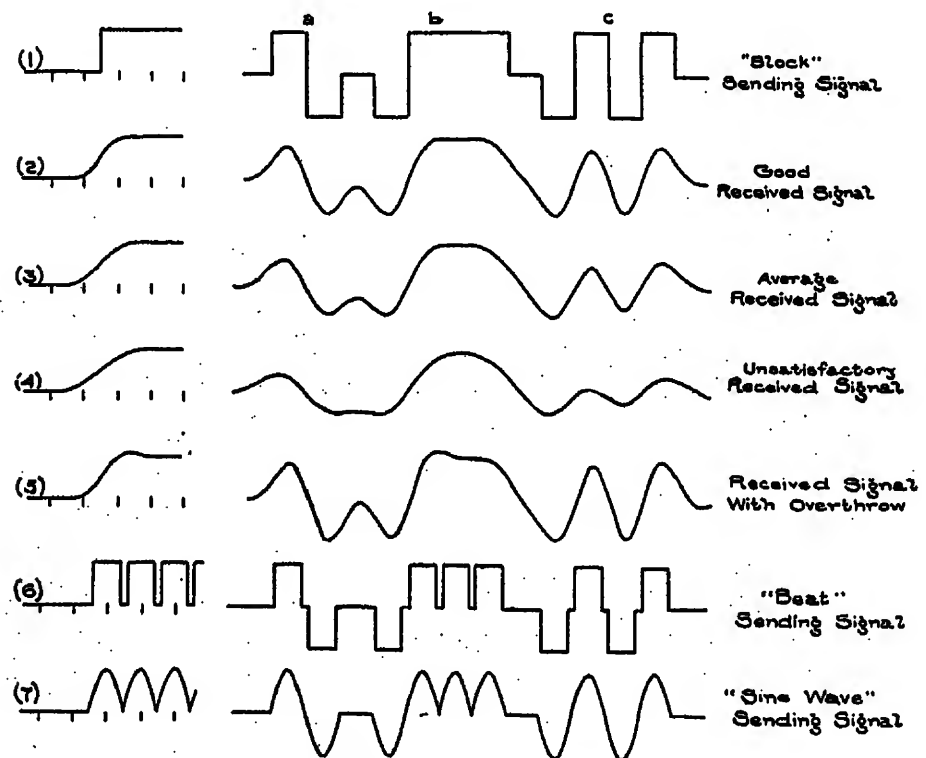 a b c
(1) "Block"
Sending Signal
(2) Good
Received Signal
(3) Average
Received Signal
(4) Unsatisfactory
Received Signal
(5) Received Signal
With Overthrow
(6) "Beat"
Sending Signal
(7) "Sine Wave"
Sending Signal